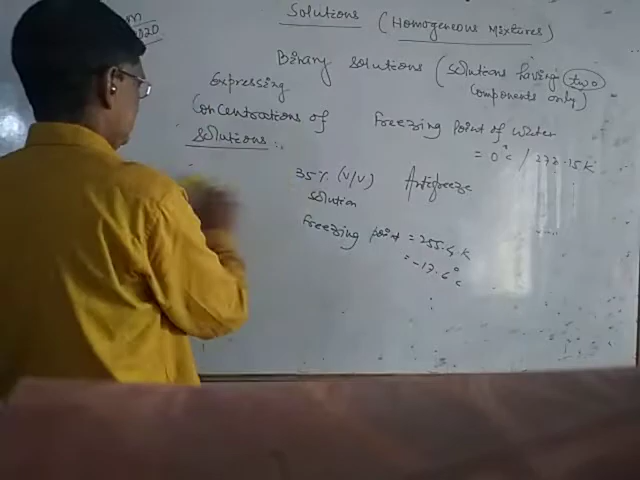 Solutions (Homogeneous Mixtures)
2020
Binary solutions (solutions having two
components only)
Expressing
Concentrations of
solutions :.
Freezing point of water
= 0°C / 273.15 K
35% (V/V) Antifreeze
solution
Freezing point = 255.4 K
= -17.6°C